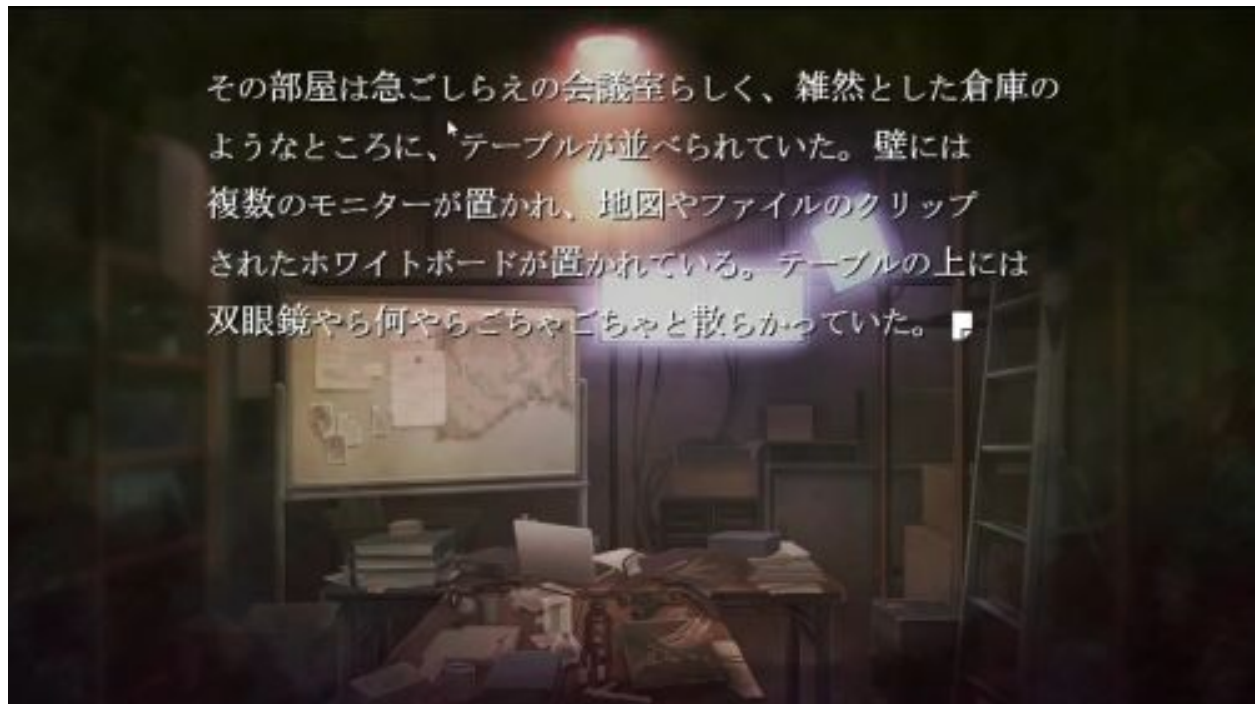 その部屋は急ごしらえの会議室らしく、雑然とした倉庫の
ようなところに、テーブルが並べられていた。壁には
複数のモニターが置かれ、地図やファイルのクリップ
されたホワイトボードが置かれている。テーブルの上には
双眼鏡やら何やらごちゃごちゃと散らかっていた。